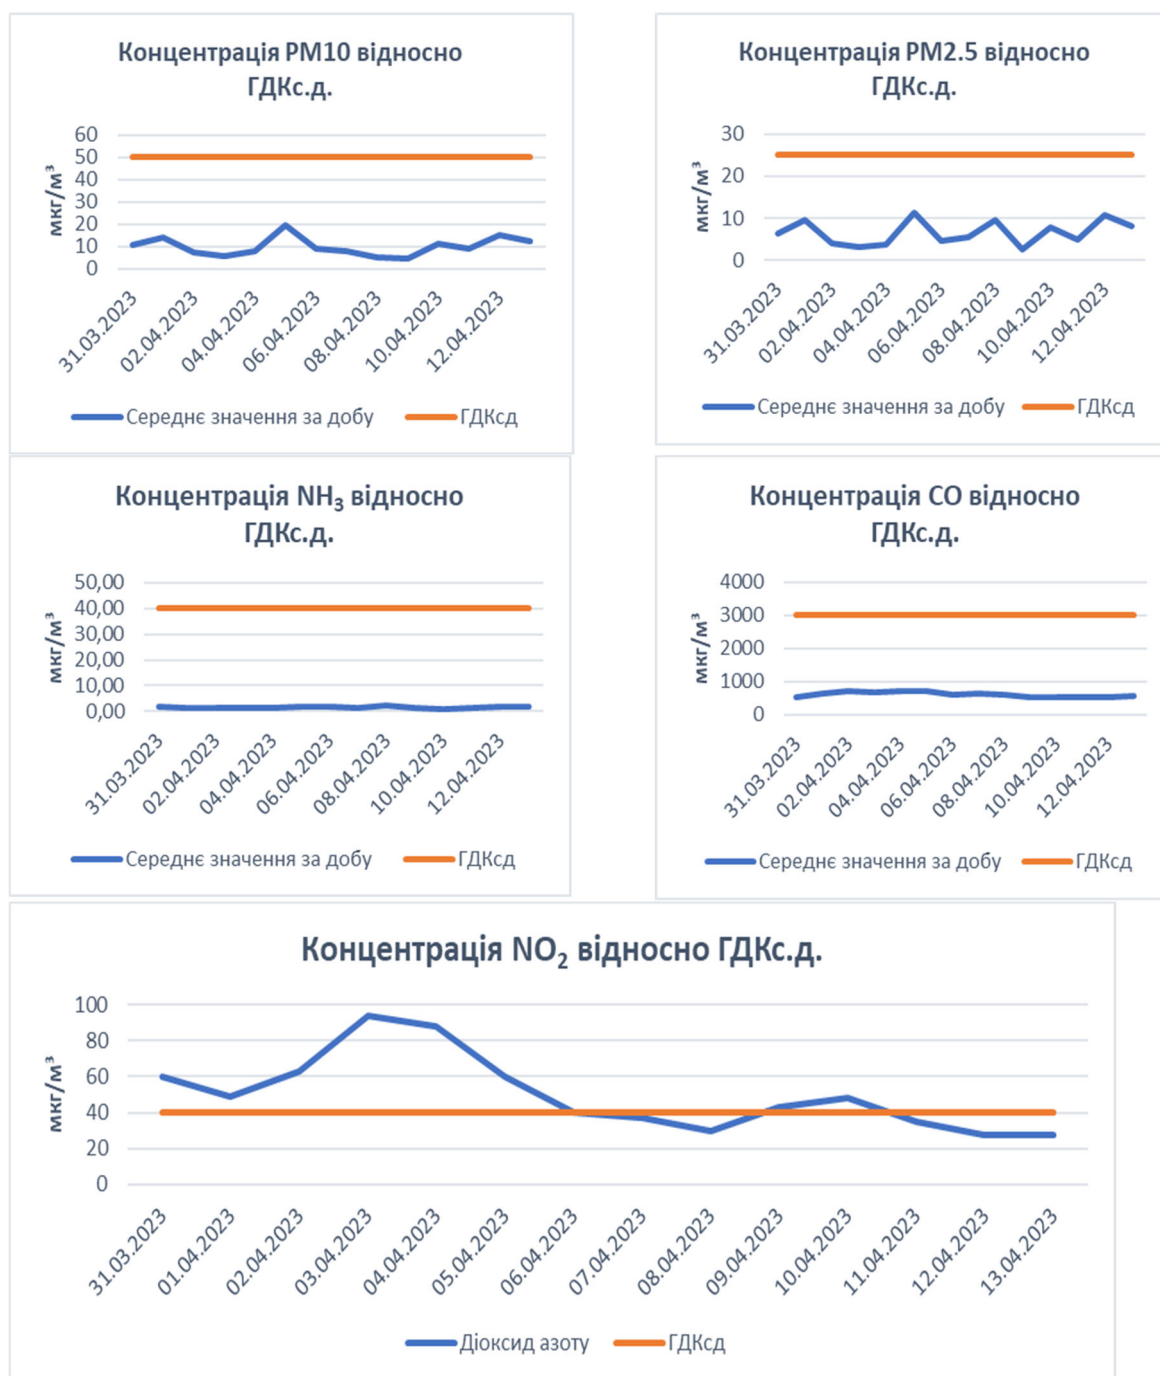 Концентрація PM10 відносно
ГДКс.д.
60
50
40
30
20
10
0
мкг/м³
31.03.2023
02.04.2023
04.04.2023
06.04.2023
08.04.2023
10.04.2023
12.04.2023
Середнє значення за добу
ГДКсд
Концентрація PM2.5 відносно
ГДКс.д.
30
20
10
0
мкг/м³
31.03.2023
02.04.2023
04.04.2023
06.04.2023
08.04.2023
10.04.2023
12.04.2023
Середнє значення за добу
ГДКсд
Концентрація NH₃ відносно
ГДКс.д.
50,00
40,00
30,00
20,00
10,00
0,00
мкг/м³
31.03.2023
02.04.2023
04.04.2023
06.04.2023
08.04.2023
10.04.2023
12.04.2023
Середнє значення за добу
ГДКсд
Концентрація CO відносно
ГДКс.д.
4000
3000
2000
1000
0
мкг/м³
31.03.2023
02.04.2023
04.04.2023
06.04.2023
08.04.2023
10.04.2023
12.04.2023
Середнє значення за добу
ГДКсд
Концентрація NO₂ відносно ГДКс.д.
100
80
60
40
20
0
мкг/м³
31.03.2023
01.04.2023
02.04.2023
03.04.2023
04.04.2023
05.04.2023
06.04.2023
07.04.2023
08.04.2023
09.04.2023
10.04.2023
11.04.2023
12.04.2023
13.04.2023
Діоксид азоту
ГДКсд